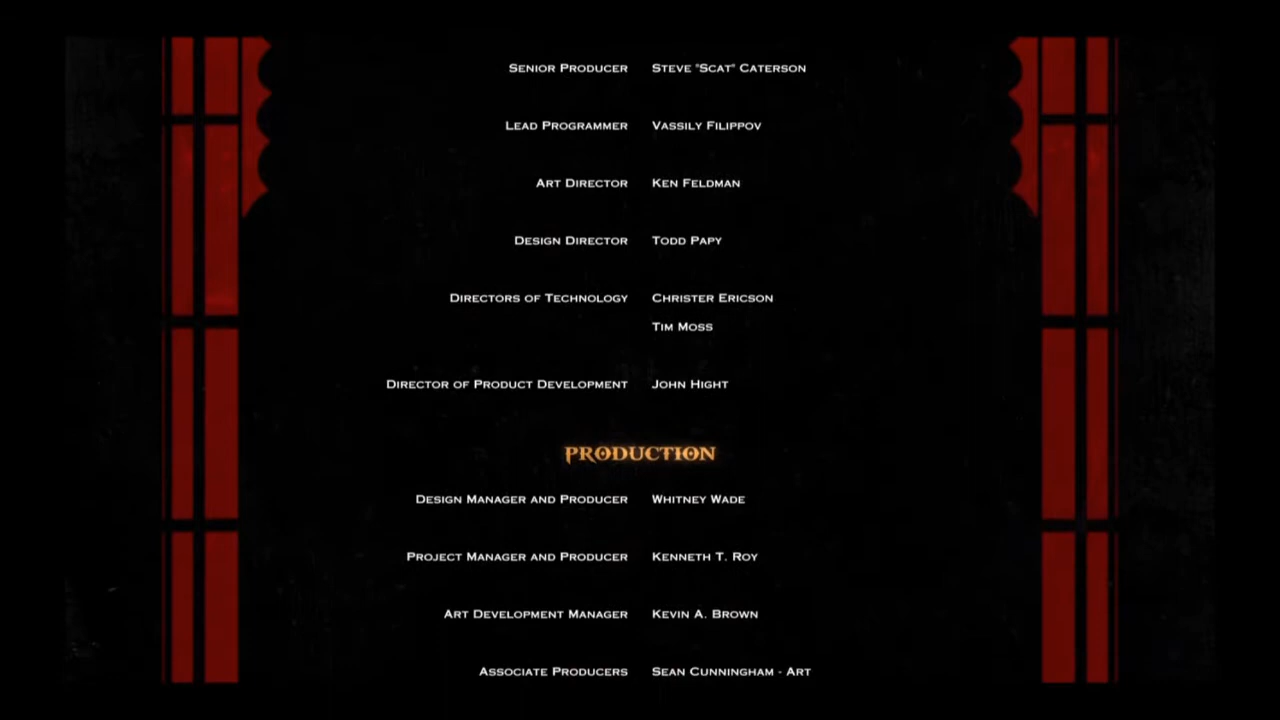 Senior Producer Steve "Scat" Caterson
Lead Programmer Vassily Filippov
Art Director Ken Feldman
Design Director Todd Papy
Directors of Technology Christer Ericson
Tim Moss
Director of Product Development John Hight
PRODUCTION
Design Manager and Producer Whitney Wade
Project Manager and Producer Kenneth T. Roy
Art Development Manager Kevin A. Brown
Associate Producers Sean Cunningham - Art